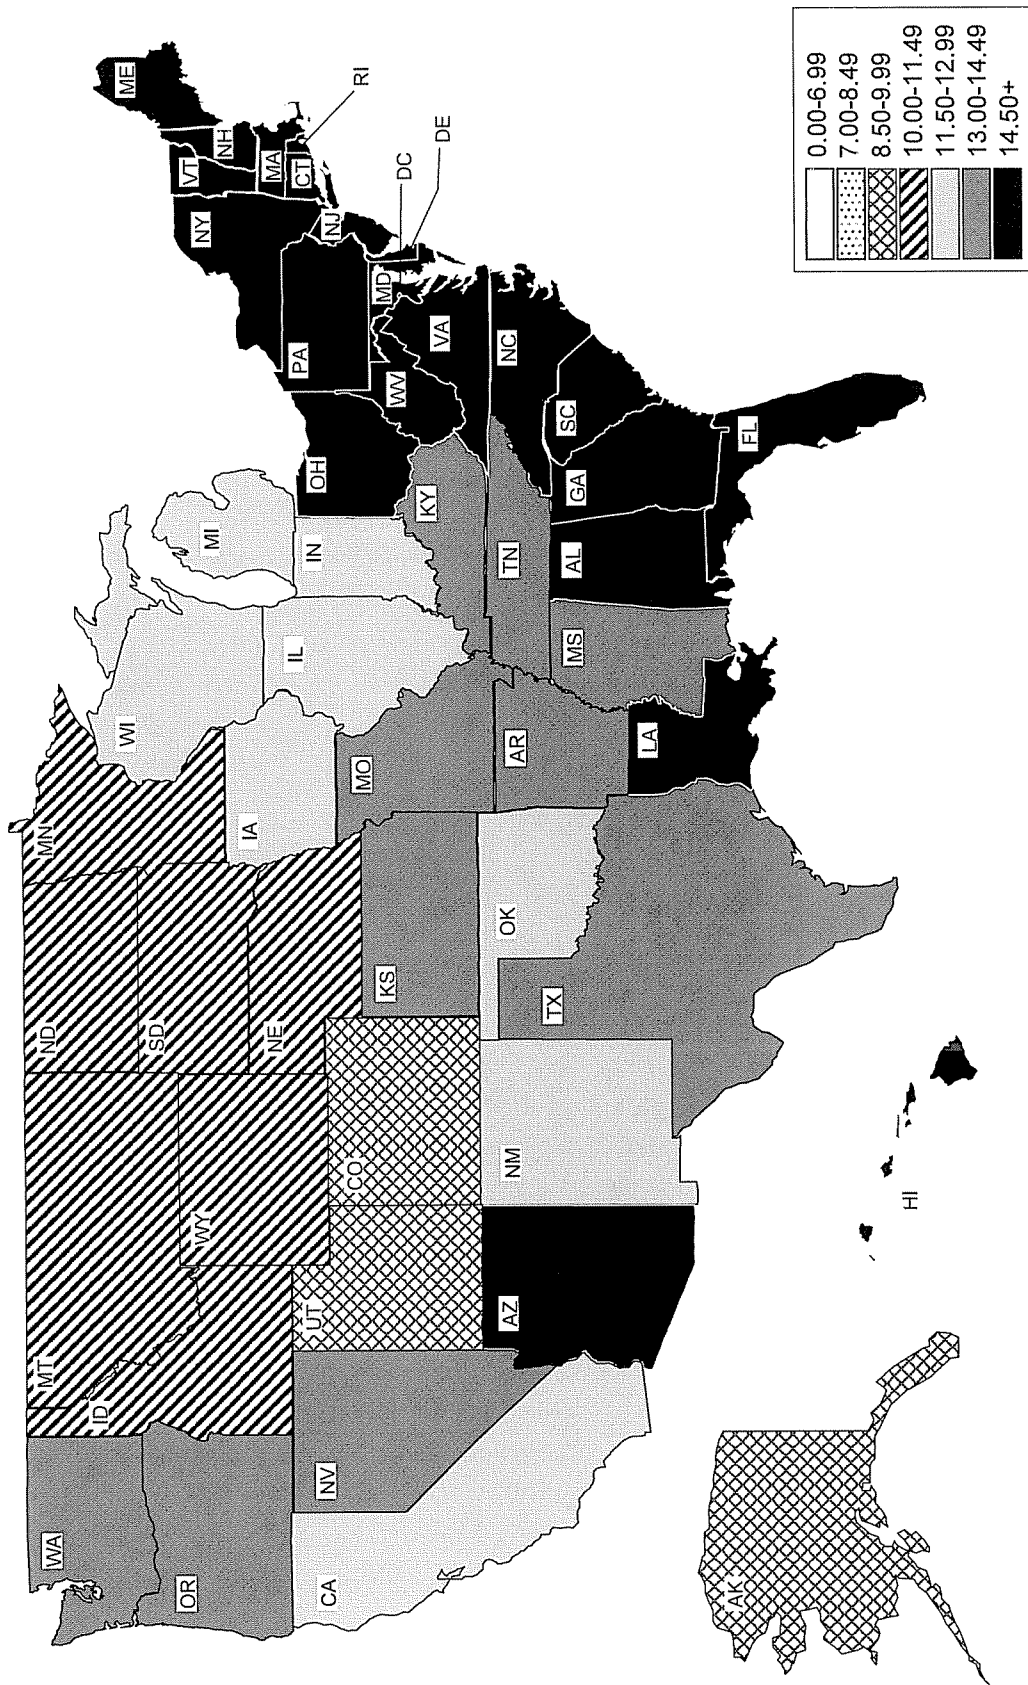 WA
MT
ND
MN
OR
ID
WY
SD
WI
MI
NE
IA
IL
IN
OH
PA
NY
VT
NH
ME
MA
CT
RI
NJ
DC
DE
MD
CA
NV
UT
CO
KS
MO
KY
WV
VA
AZ
NM
OK
AR
TN
NC
TX
LA
MS
AL
GA
SC
FL
AK
HI
0.00-6.99
7.00-8.49
8.50-9.99
10.00-11.49
11.50-12.99
13.00-14.49
14.50+